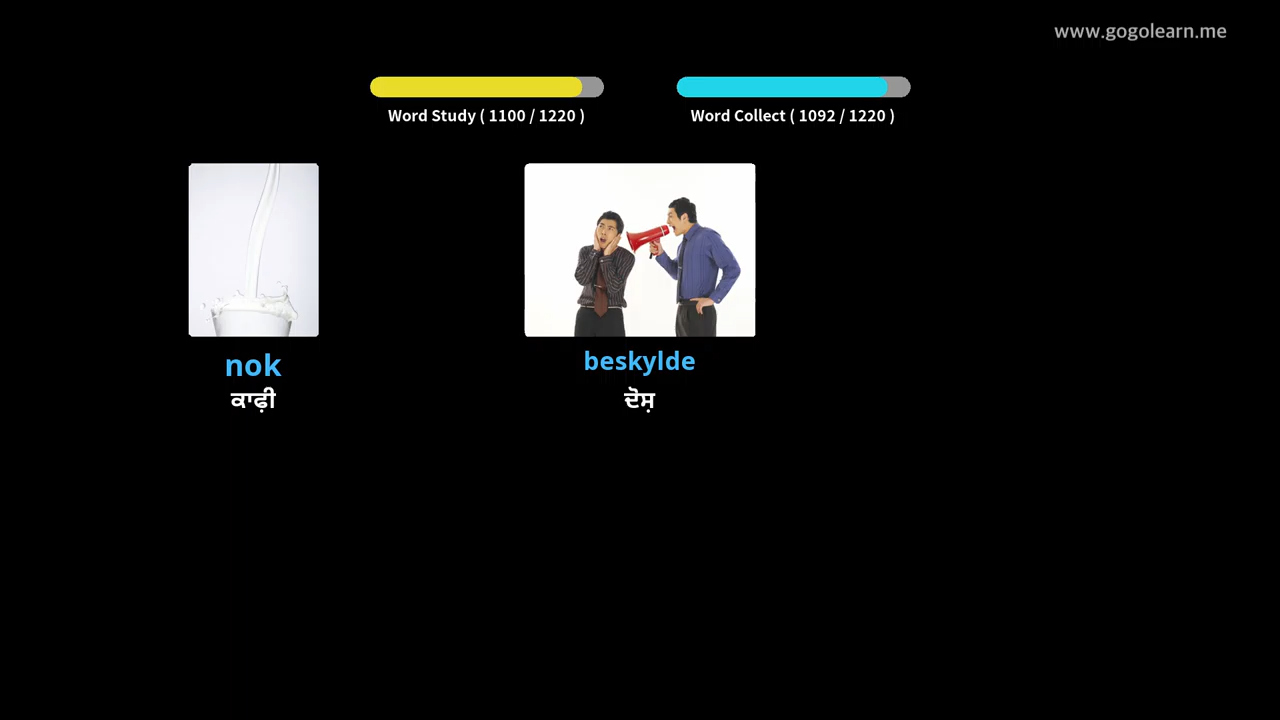 www.gogolearn.me
Word Study ( 1100 / 1220 )
Word Collect ( 1092 / 1220 )
nok
beskylde
ਕਾਫ਼ੀ
ਦੋਸ਼